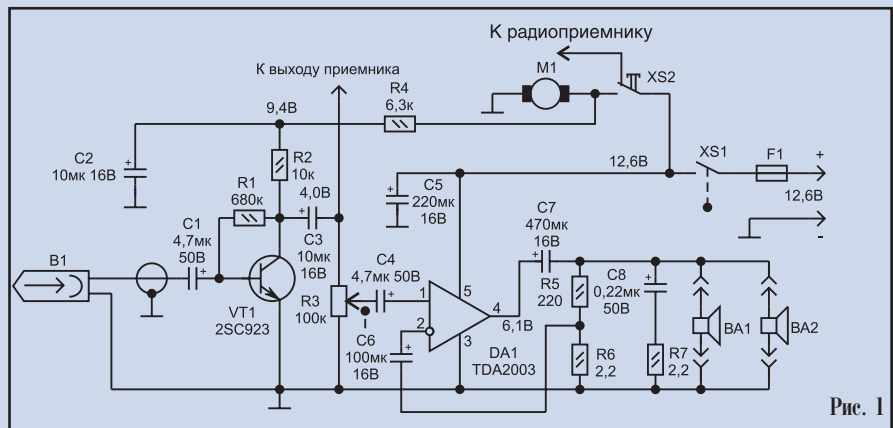 К радиоприемнику
К выходу приемника
M1
XS2
R4
6,3к
9,4В
C2
10мк 16В
R2
10к
R1
680к
4,0В
C3
10мк
16В
C1
4,7мк
50В
B1
VT1
2SC923
R3
100к
C4
4,7мк 50В
C6
100мк
16В
C5
220мк
16В
12,6В
XS1
F1
+
12,6В
-
C7
470мк
16В
1
2
3
4
5
6,1В
DA1
TDA2003
R5
220
R6
2,2
C8
0,22мк
50В
R7
2,2
BA1
BA2
Рис. 1